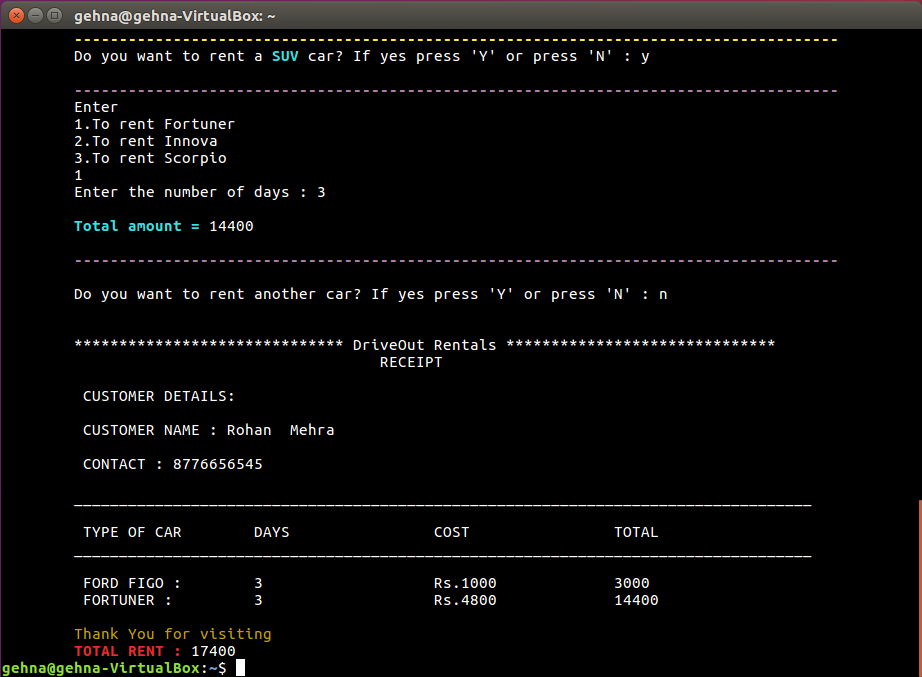 gehna@gehna-VirtualBox: ~
-------------------------------------------------------------------------------------
Do you want to rent a SUV car? If yes press 'Y' or press 'N' : y
-------------------------------------------------------------------------------------
Enter
1.To rent Fortuner
2.To rent Innova
3.To rent Scorpio
1
Enter the number of days : 3
Total amount = 14400
-------------------------------------------------------------------------------------
Do you want to rent another car? If yes press 'Y' or press 'N' : n
****************************** DriveOut Rentals ******************************
RECEIPT
CUSTOMER DETAILS:
CUSTOMER NAME : Rohan  Mehra
CONTACT : 8776656545
__________________________________________________________________________________
TYPE OF CAR DAYS COST TOTAL
__________________________________________________________________________________
FORD FIGO : 3 Rs.1000 3000
FORTUNER : 3 Rs.4800 14400
Thank You for visiting
TOTAL RENT : 17400
gehna@gehna-VirtualBox:~$